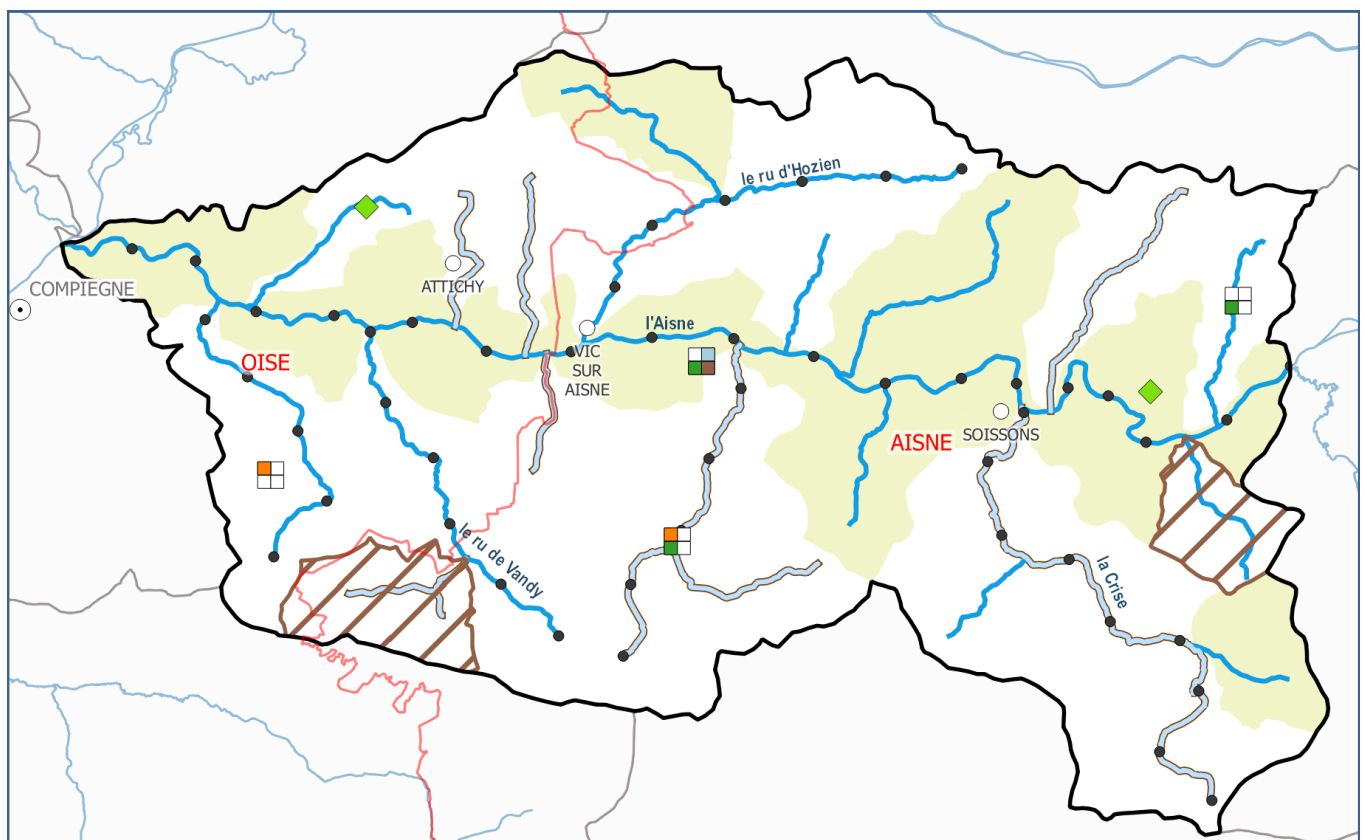 le ru d'Hozien
COMPIEGNE
ATTICHY
l'Aisne
OISE
VIC
SUR
AISNE
AISNE
SOISSONS
le ru de Vandy
la Crise